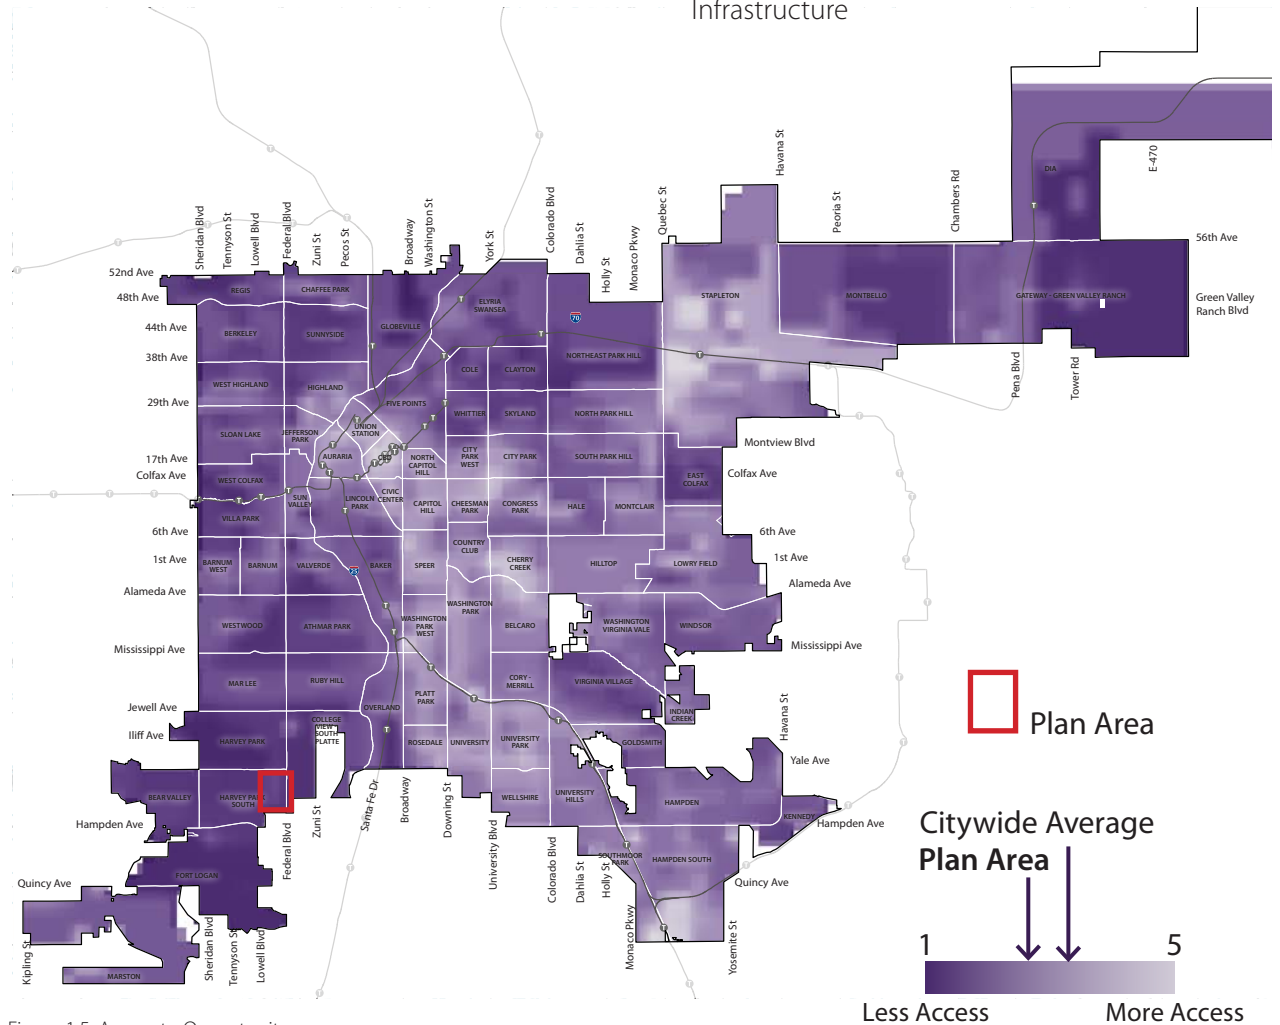 Infrastructure
Havana St
E-470
DIA
Peoria St
Chambers Rd
Quebec St
Colorado Blvd
Dahlia St
Holly St
Monaco Pkwy
York St
Broadway
Washington St
Sheridan Blvd
Tennyson St
Lowell Blvd
Federal Blvd
Zuni St
Pecos St
56th Ave
52nd Ave
48th Ave
44th Ave
38th Ave
29th Ave
17th Ave
Colfax Ave
6th Ave
1st Ave
Alameda Ave
Mississippi Ave
Jewell Ave
Iliff Ave
Hampden Ave
Quincy Ave
Green Valley
Ranch Blvd
Pena Blvd
Tower Rd
Montview Blvd
Colfax Ave
6th Ave
1st Ave
Alameda Ave
Mississippi Ave
Havana St
Yale Ave
Hampden Ave
Quincy Ave
REGIS
CHAFFEE PARK
BERKELEY
SUNNYSIDE
GLOBEVILLE
ELYRIA
SWANSEA
70
STAPLETON
MONTBELLO
GATEWAY - GREEN VALLEY RANCH
WEST HIGHLAND
HIGHLAND
COLE
CLAYTON
NORTHEAST PARK HILL
FIVE POINTS
WHITTIER
SKYLAND
NORTH PARK HILL
SLOAN LAKE
JEFFERSON
PARK
UNION
STATION
AURARIA
CBD
NORTH
CAPITOL
HILL
CITY
PARK
WEST
CITY PARK
SOUTH PARK HILL
EAST
COLFAX
WEST COLFAX
SUN
VALLEY
LINCOLN
PARK
CIVIC
CENTER
CAPITOL
HILL
CHEESMAN
PARK
CONGRESS
PARK
HALE
MONTCLAIR
VILLA PARK
BARNUM
WEST
BARNUM
VALVERDE
25
BAKER
SPEER
COUNTRY
CLUB
CHERRY
CREEK
HILLTOP
LOWRY FIELD
WESTWOOD
ATHMAR PARK
WASHINGTON
PARK
WEST
WASHINGTON
PARK
BELCARO
WASHINGTON
VIRGINIA VALE
WINDSOR
MAR LEE
RUBY HILL
OVERLAND
PLATT
PARK
CORY -
MERRILL
VIRGINIA VILLAGE
INDIAN
CREEK
COLLEGE
VIEW
SOUTH
PLATTE
HARVEY PARK
ROSEDALE
UNIVERSITY
UNIVERSITY
PARK
GOLDSMITH
BEAR VALLEY
HARVEY PARK
SOUTH
WELLSHIRE
UNIVERSITY
HILLS
HAMPDEN
KENNEDY
FORT LOGAN
SOUTHMOOR
PARK
HAMPDEN SOUTH
MARSTON
Kipling St
Sheridan Blvd
Tennyson St
Lowell Blvd
Federal Blvd
Zuni St
Santa Fe Dr
Broadway
Downing St
University Blvd
Colorado Blvd
Dahlia St
Holly St
Monaco Pkwy
Yosemite St
Plan Area
Citywide Average
Plan Area
1
5
Less Access
More Access